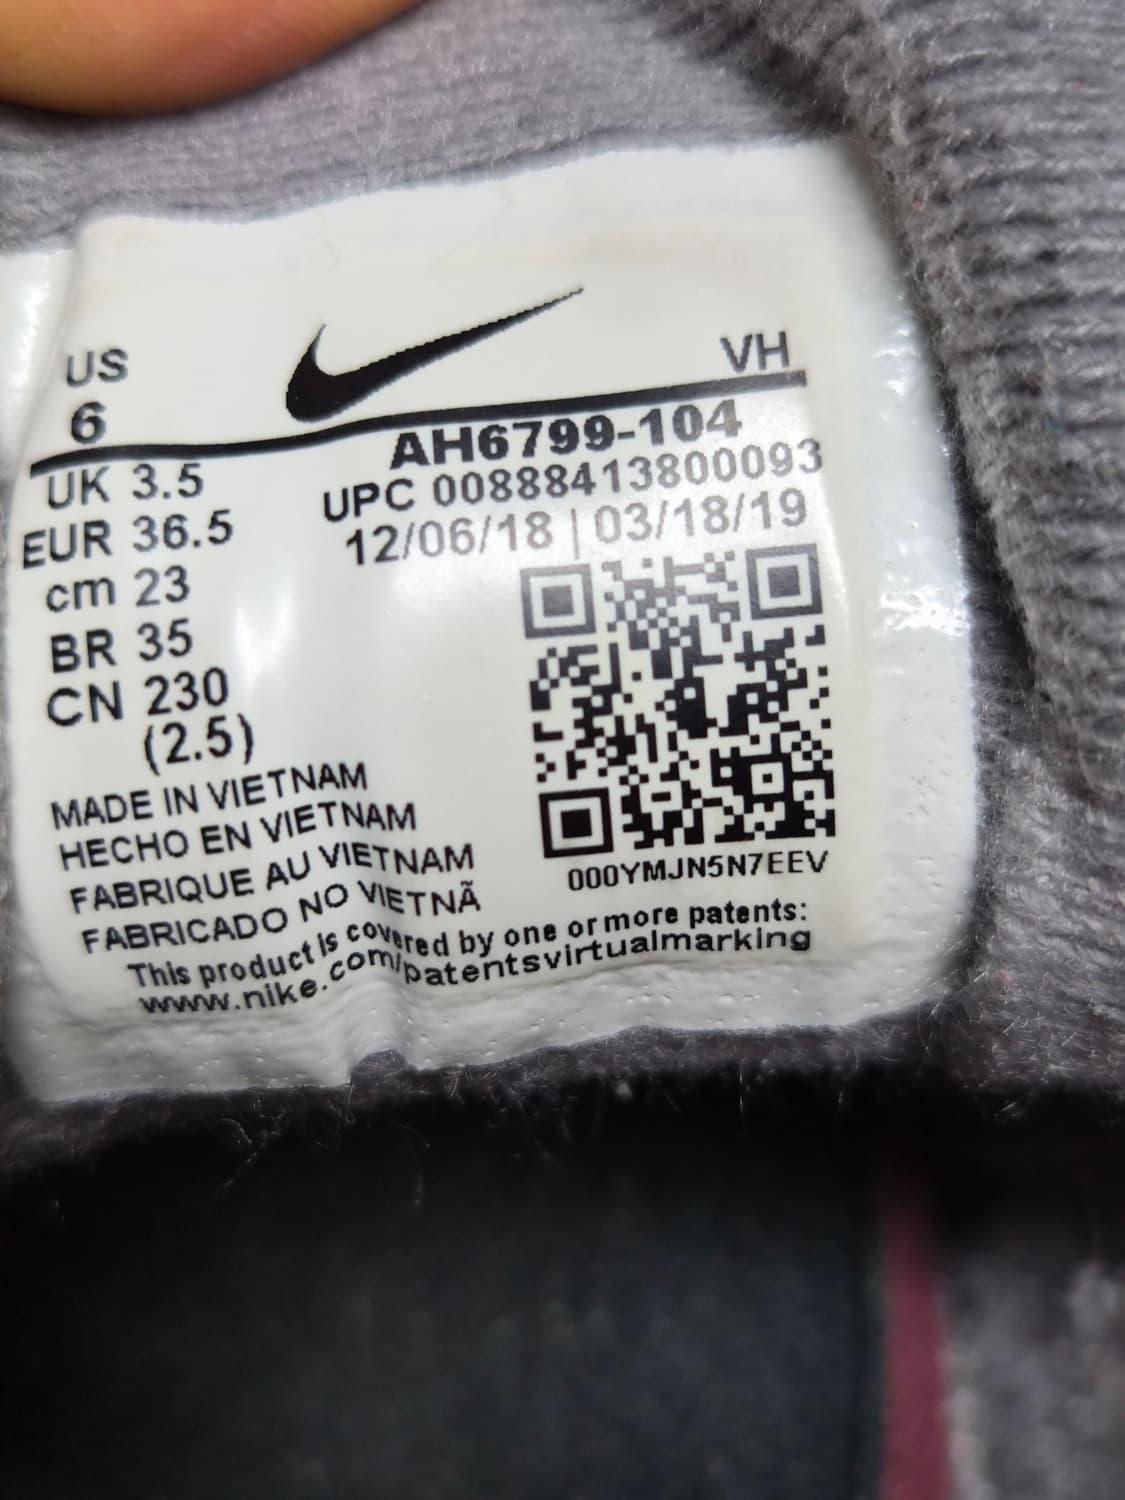 US
6
VH
UK 3.5
EUR 36.5
cm 23
BR 35
CN 230
(2.5)
AH6799-104
UPC 00888413800093
12/06/18 | 03/18/19
000YMJN5N7EEV
MADE IN VIETNAM
HECHO EN VIETNAM
FABRIQUE AU VIETNAM
FABRICADO NO VIETNÃ
This product is covered by one or more patents:
www.nike.com/patentsvirtualmarking